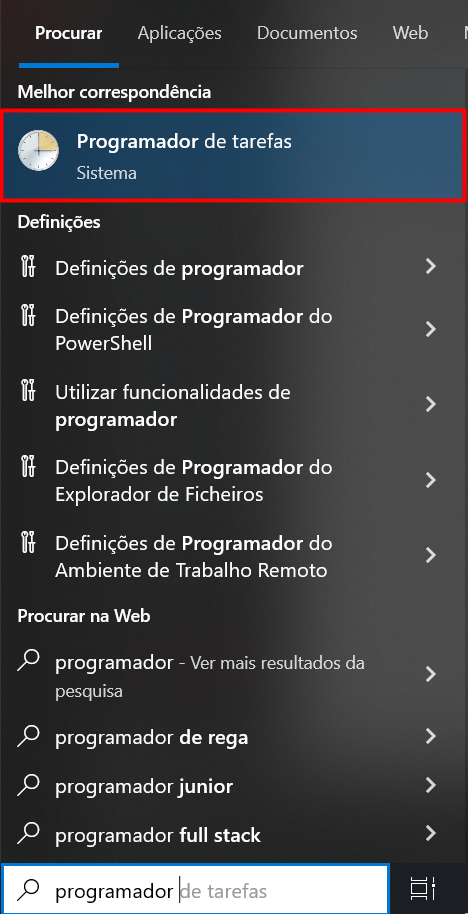 Procurar Aplicações Documentos Web
Melhor correspondência
Programador de tarefas
Sistema
Definições
Definições de programador
Definições de Programador do
PowerShell
Utilizar funcionalidades de
programador
Definições de Programador do
Explorador de Ficheiros
Definições de Programador do
Ambiente de Trabalho Remoto
Procurar na Web
programador - Ver mais resultados da
pesquisa
programador de rega
programador junior
programador full stack
programador de tarefas